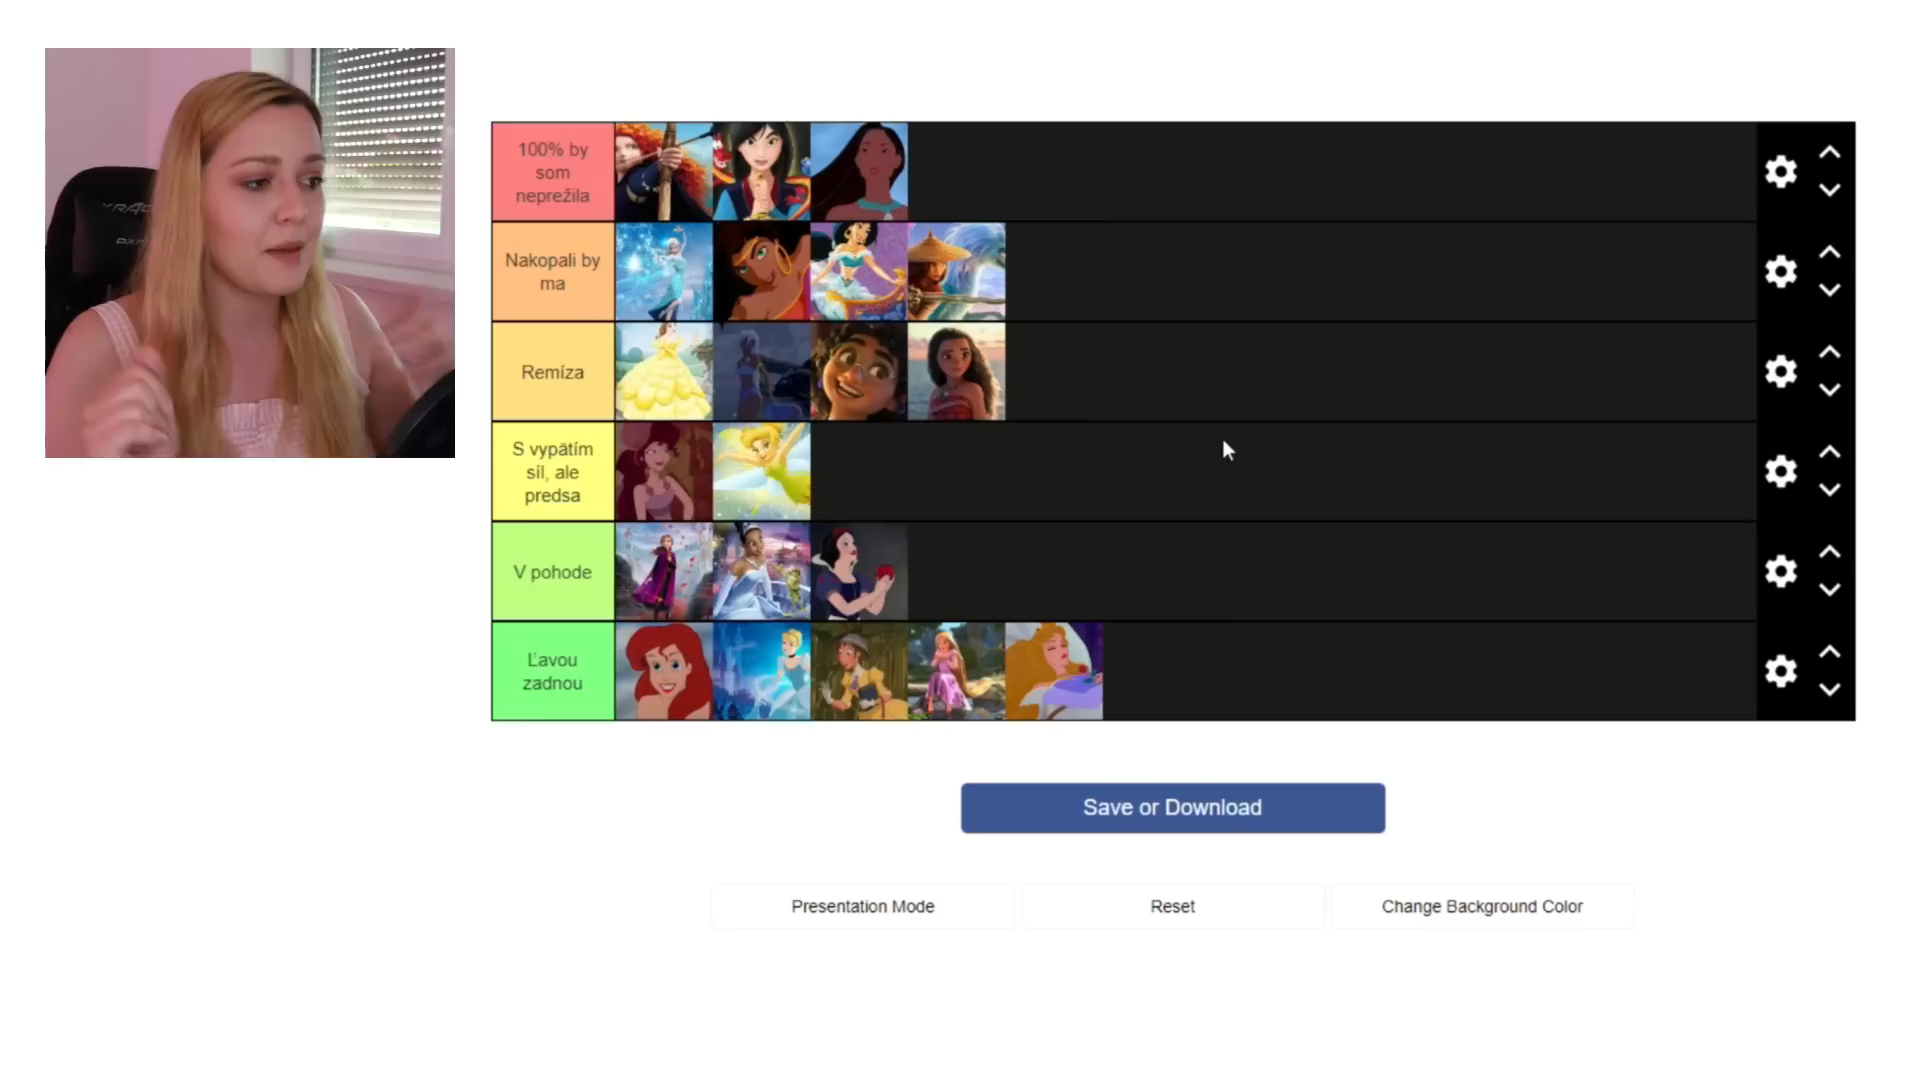 100% by
som
neprežila
Nakopali by
ma
Remíza
S vypätím
síl, ale
predsa
V pohode
Ľavou
zadnou
Save or Download
Presentation Mode
Reset
Change Background Color